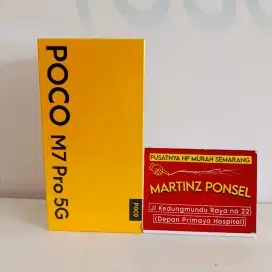 POCO M7 Pro 5G
POCO
PUSATNYA HP MURAH SEMARANG
MARTINZ PONSEL
Jl Kedungmundu Raya no 22
(Depan Primaya Hospital)